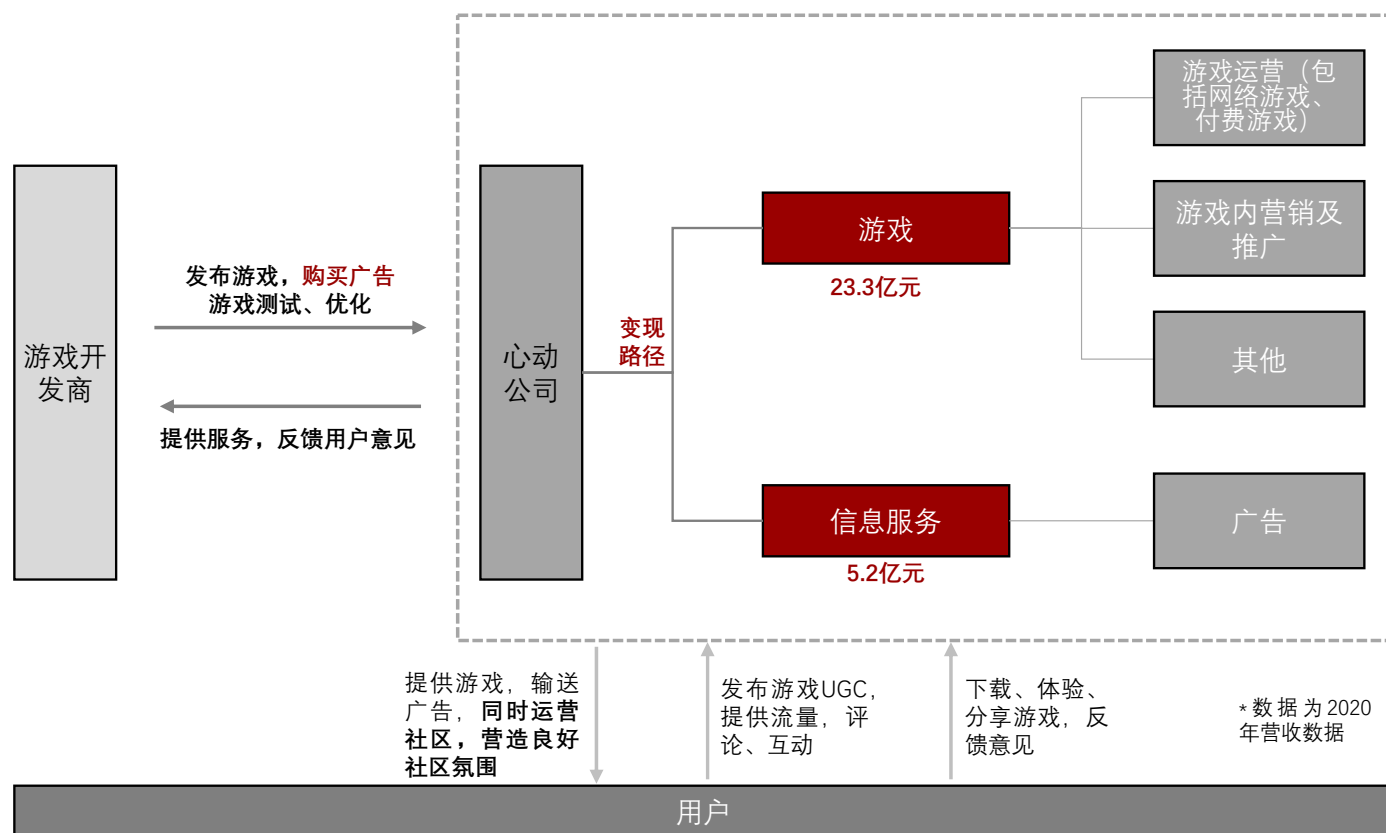 游戏运营（包
括网络游戏、
付费游戏）
游戏
23.3亿元
游戏内营销及
推广
发布游戏，购买广告
游戏测试、优化
变现
路径
游戏开
发商
心动
公司
其他
提供服务，反馈用户意见
信息服务
5.2亿元
广告
提供游戏，输送
广告，同时运营
社区，营造良好
社区氛围
发布游戏UGC，
提供流量，评
论、互动
下载、体验、
分享游戏，反
馈意见
*数据为2020
年营收数据
用户